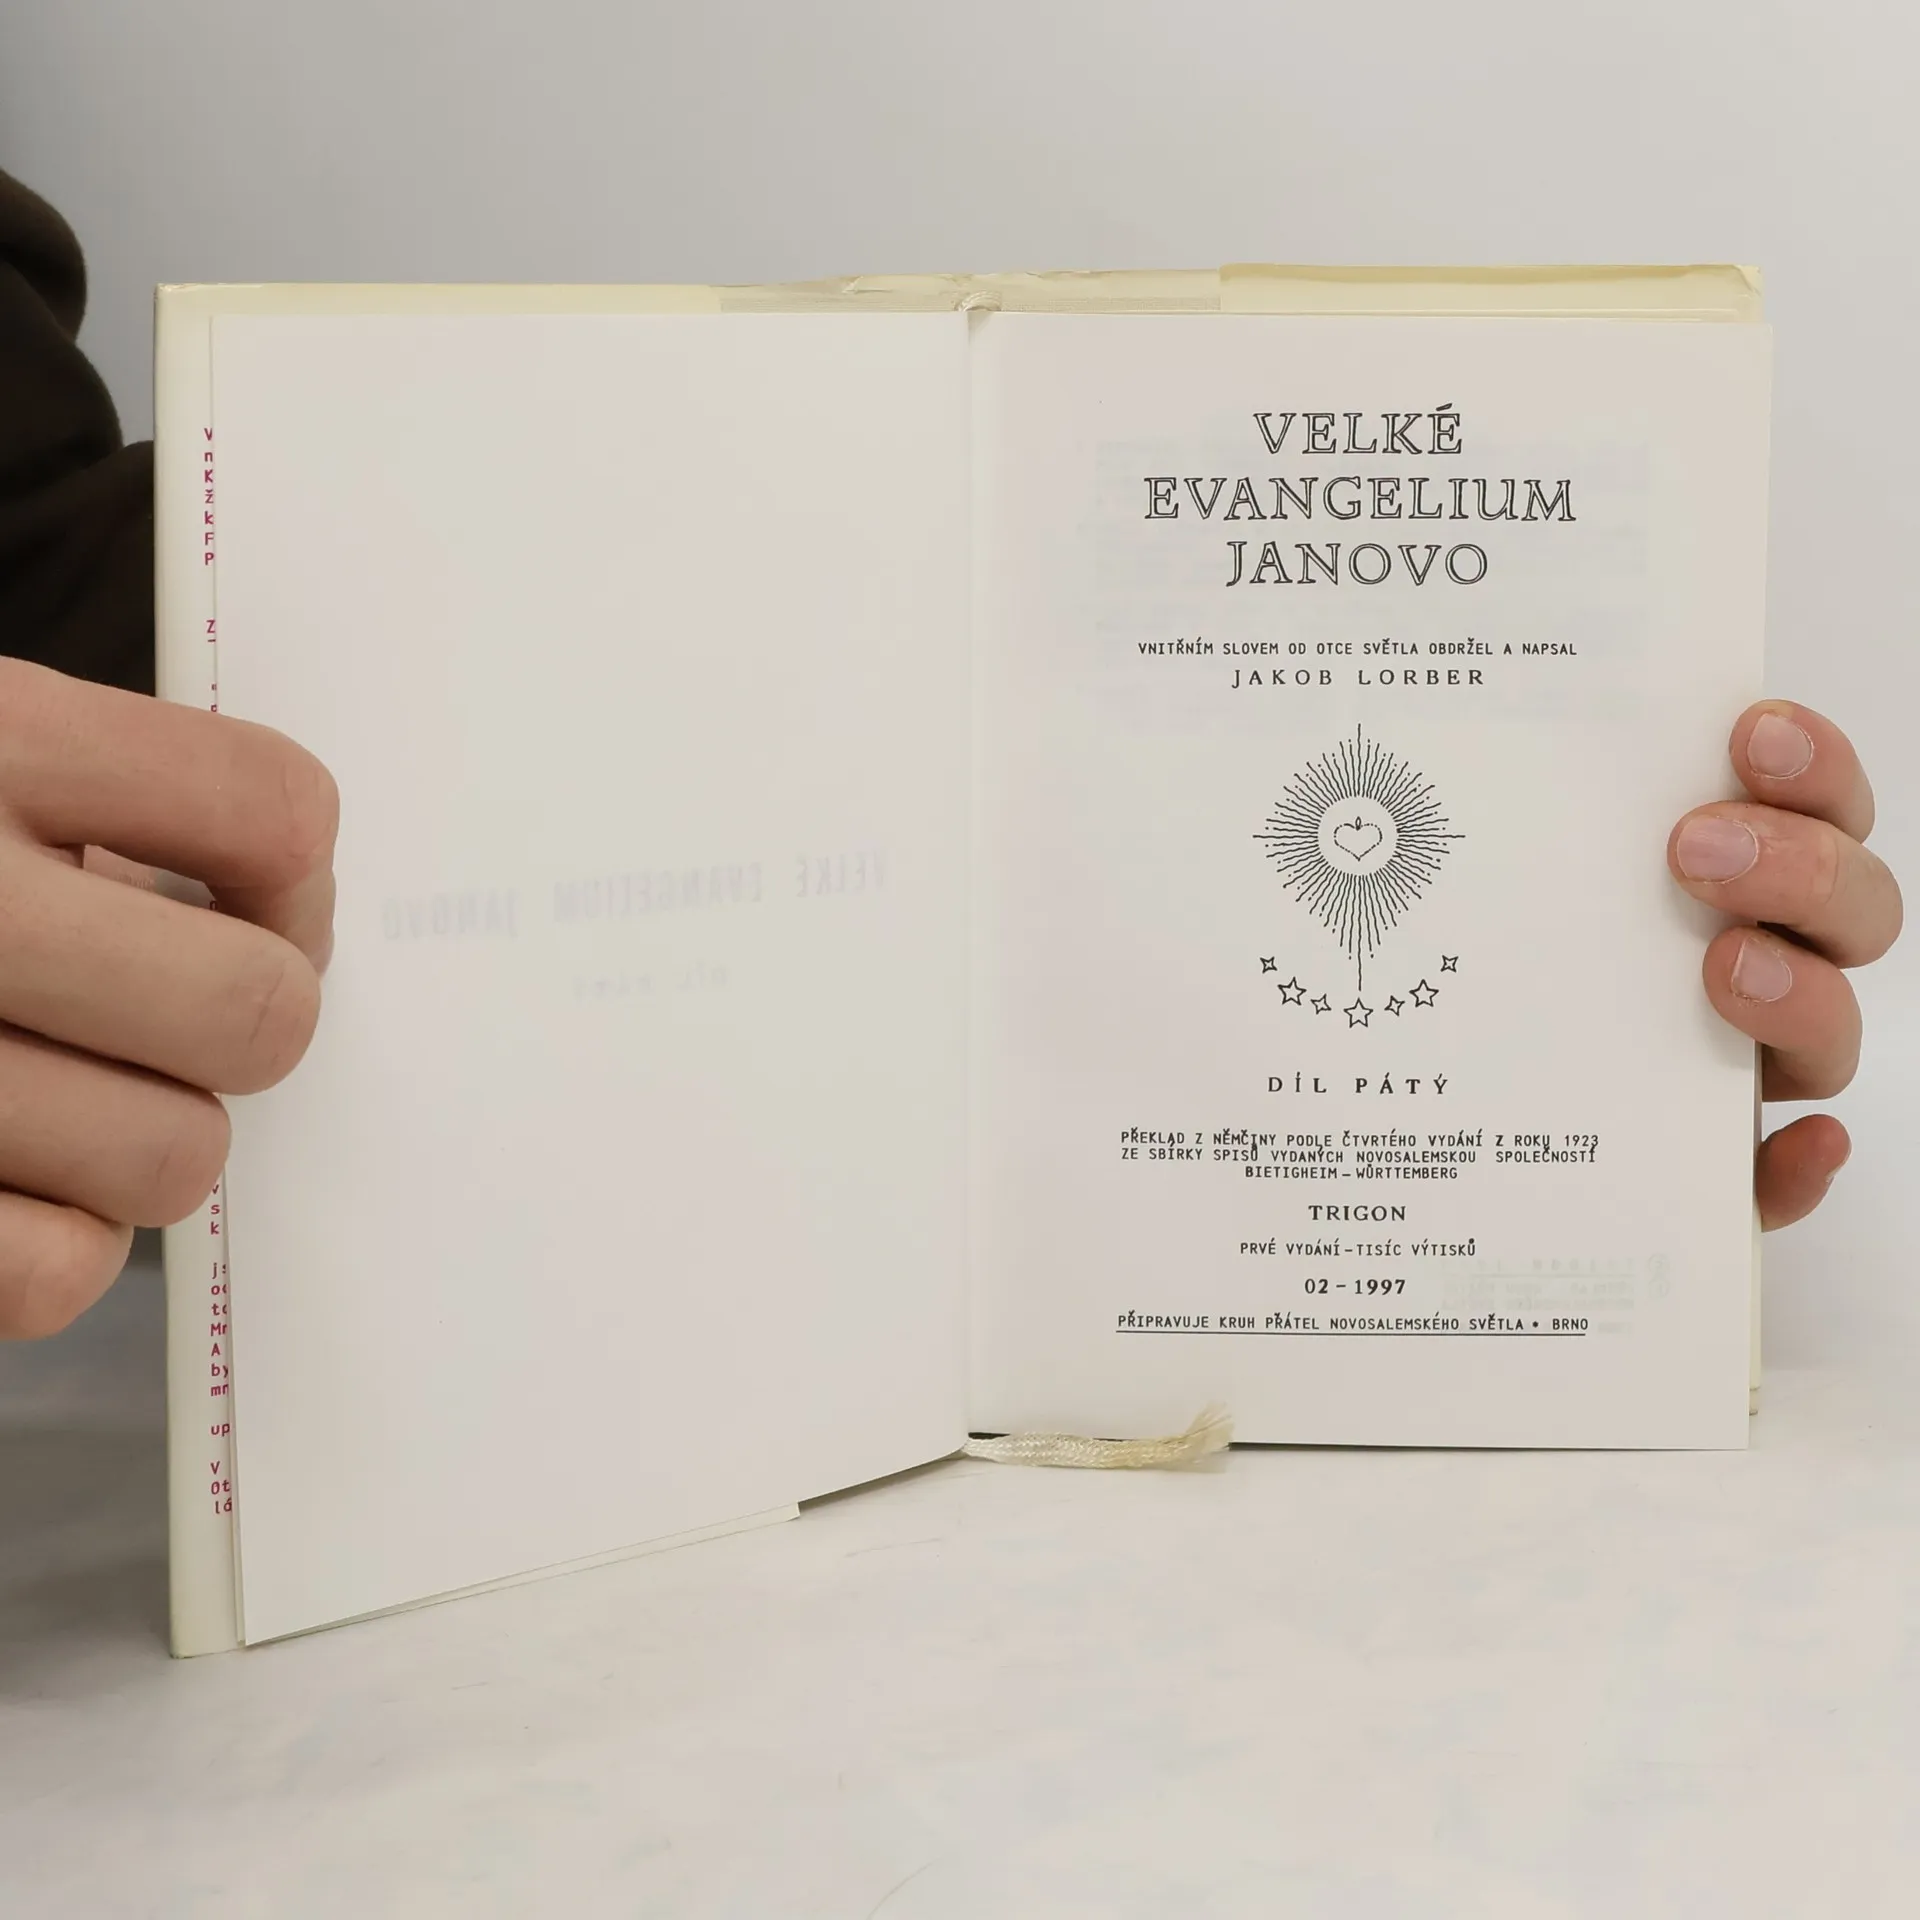 VELKÉ
EVANGELIUM
JANOVO
VNITŘNÍM SLOVEM OD OTCE SVĚTLA OBDRŽEL A NAPSAL
JAKOB LORBER
DÍL PÁTÝ
PŘEKLAD Z NĚMČINY PODLE ČTVRTÉHO VYDÁNÍ Z ROKU 1923
ZE SBÍRKY SPISŮ VYDANÝCH NOVOSALEMSKOU SPOLEČNOSTÍ
BIETIGHEIM – WÜRTTEMBERG
TRIGON
PRVÉ VYDÁNÍ – TISÍC VÝTISKŮ
02 – 1997
PŘIPRAVUJE KRUH PŘÁTEL NOVOSALEMSKÉHO SVĚTLA • BRNO